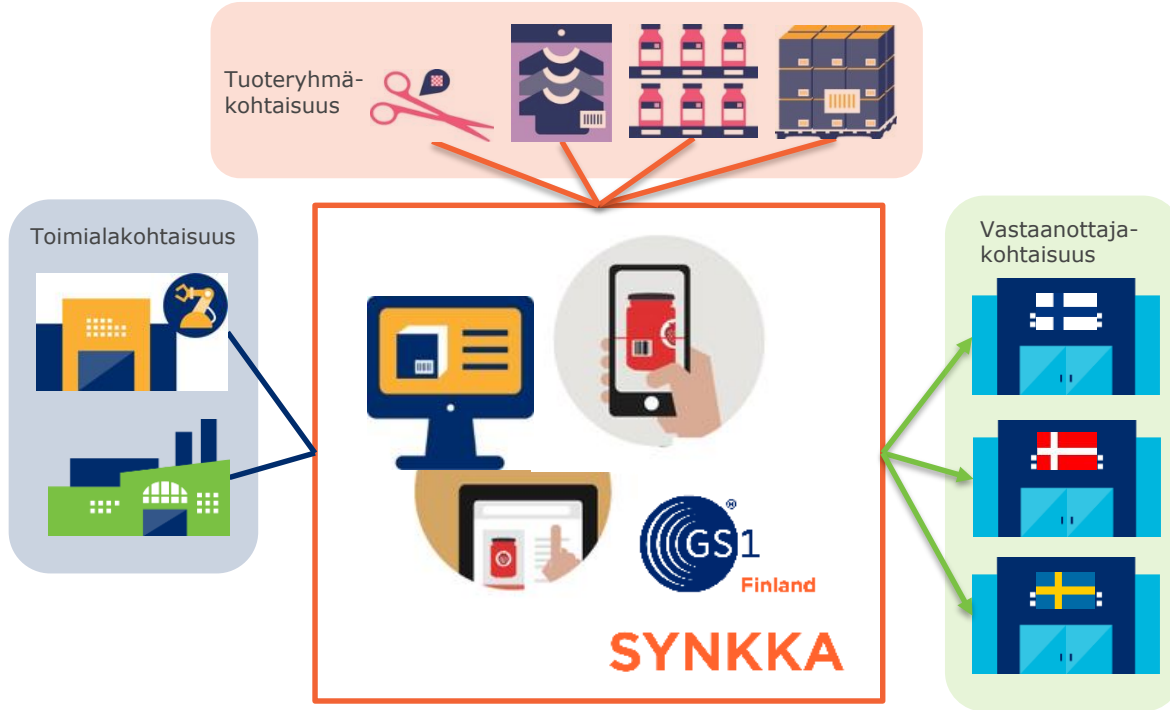 Tuoteryhmä-
kohtaisuus
Toimialakohtaisuus
Vastaanottaja-
kohtaisuus
GS1 ®
Finland
SYNKKA